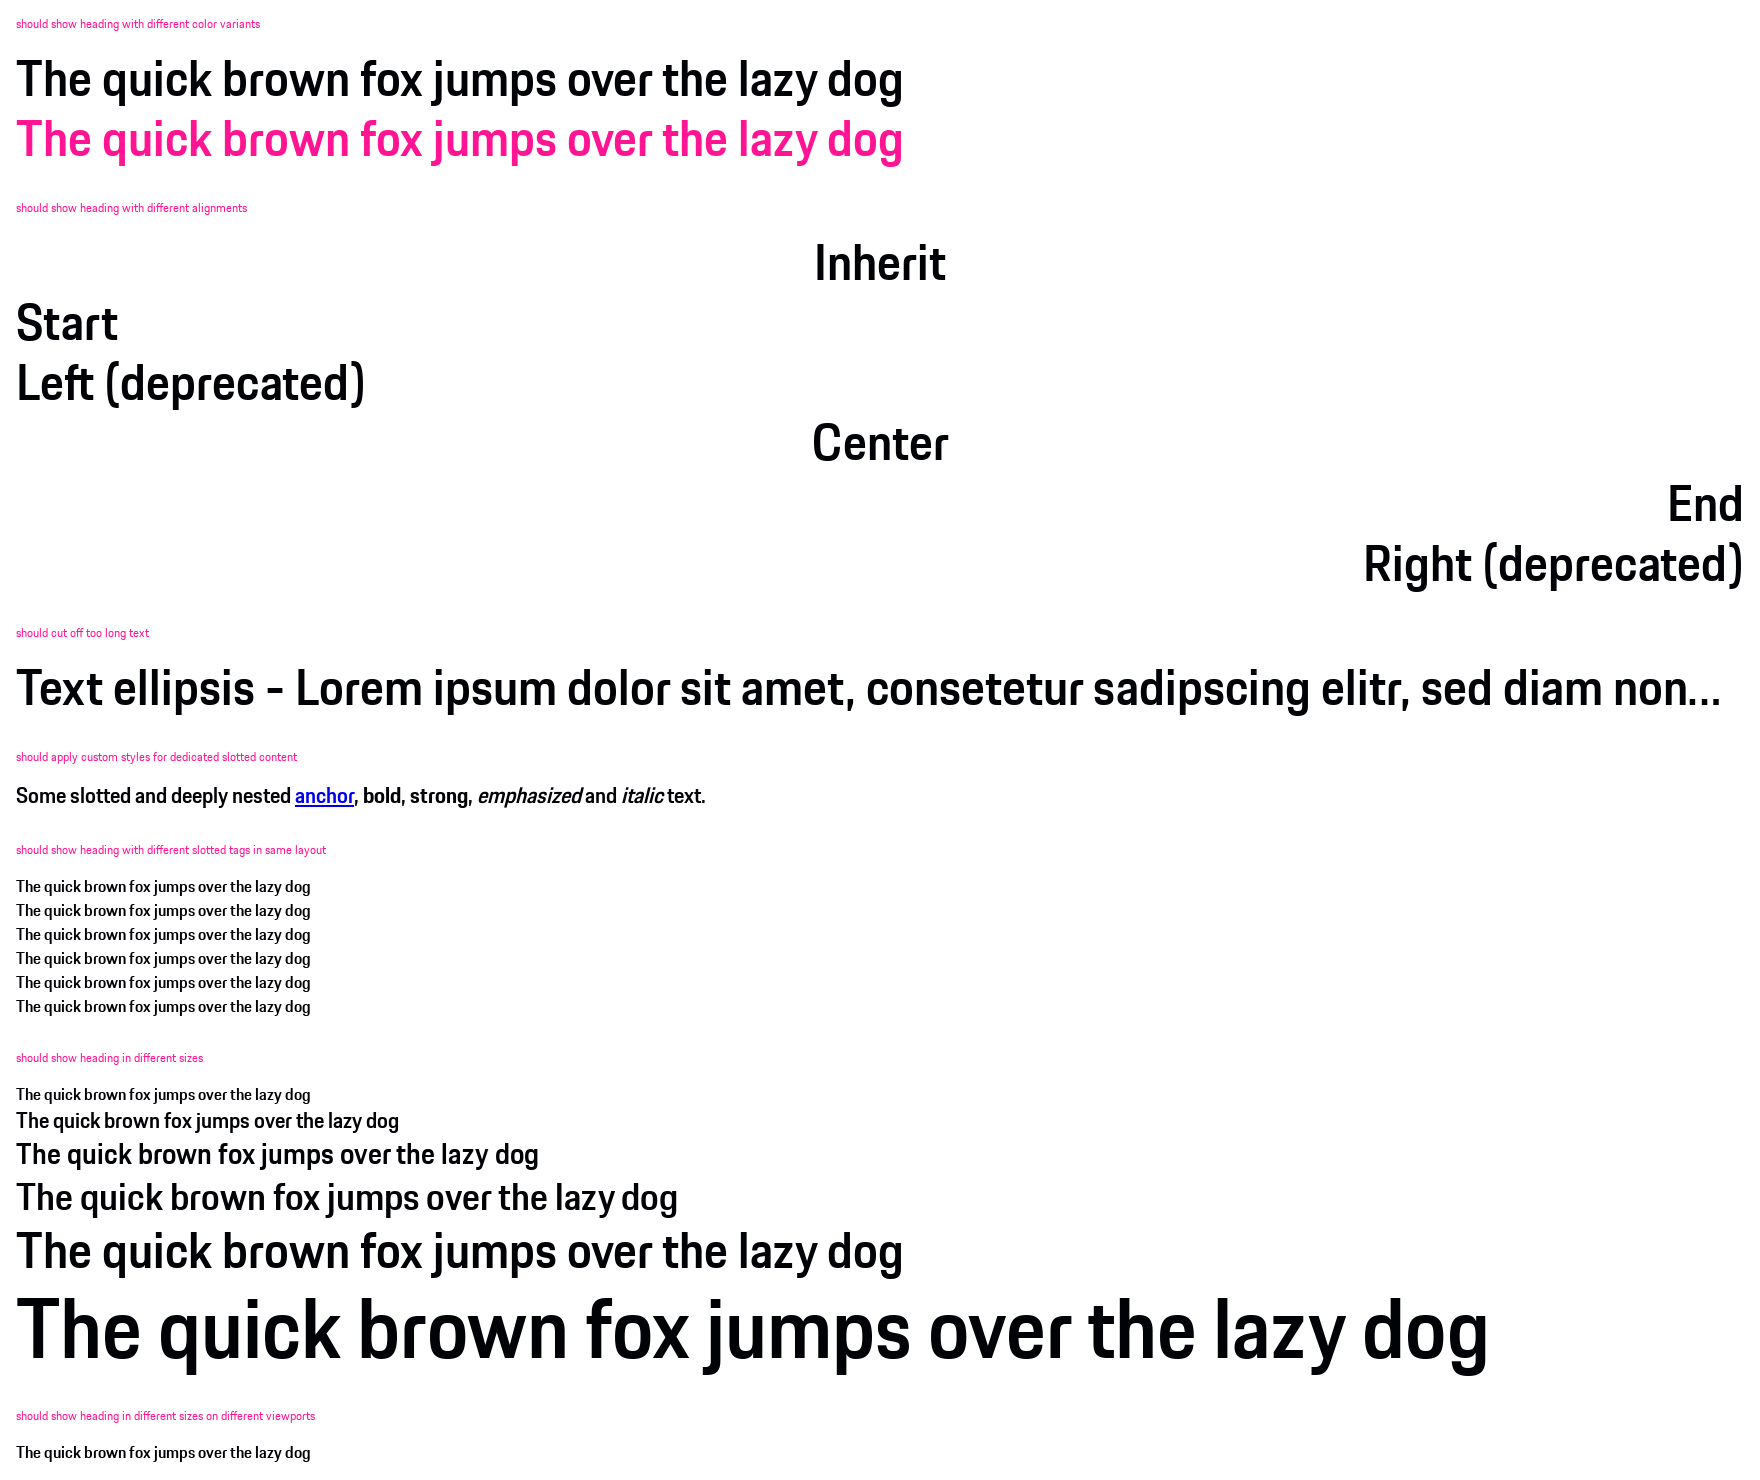 should show heading with different color variants
The quick brown fox jumps over the lazy dog
The quick brown fox jumps over the lazy dog
should show heading with different alignments
Inherit
Start
Left (deprecated)
Center
End
Right (deprecated)
should cut off too long text
Text ellipsis - Lorem ipsum dolor sit amet, consetetur sadipscing elitr, sed diam non...
should apply custom styles for dedicated slotted content
Some slotted and deeply nested anchor, bold, strong, emphasized and italic text.
should show heading with different slotted tags in same layout
The quick brown fox jumps over the lazy dog
The quick brown fox jumps over the lazy dog
The quick brown fox jumps over the lazy dog
The quick brown fox jumps over the lazy dog
The quick brown fox jumps over the lazy dog
The quick brown fox jumps over the lazy dog
should show heading in different sizes
The quick brown fox jumps over the lazy dog
The quick brown fox jumps over the lazy dog
The quick brown fox jumps over the lazy dog
The quick brown fox jumps over the lazy dog
The quick brown fox jumps over the lazy dog
The quick brown fox jumps over the lazy dog
should show heading in different sizes on different viewports
The quick brown fox jumps over the lazy dog